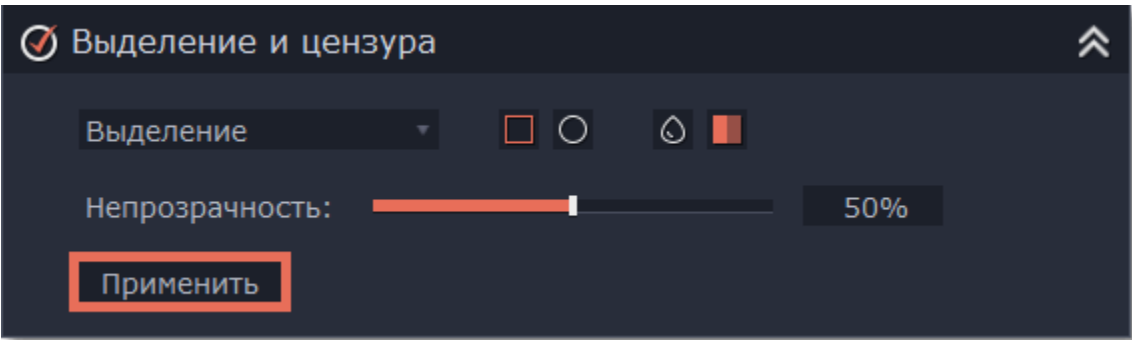 Выделение и цензура
Выделение
Непрозрачность: 50%
Применить